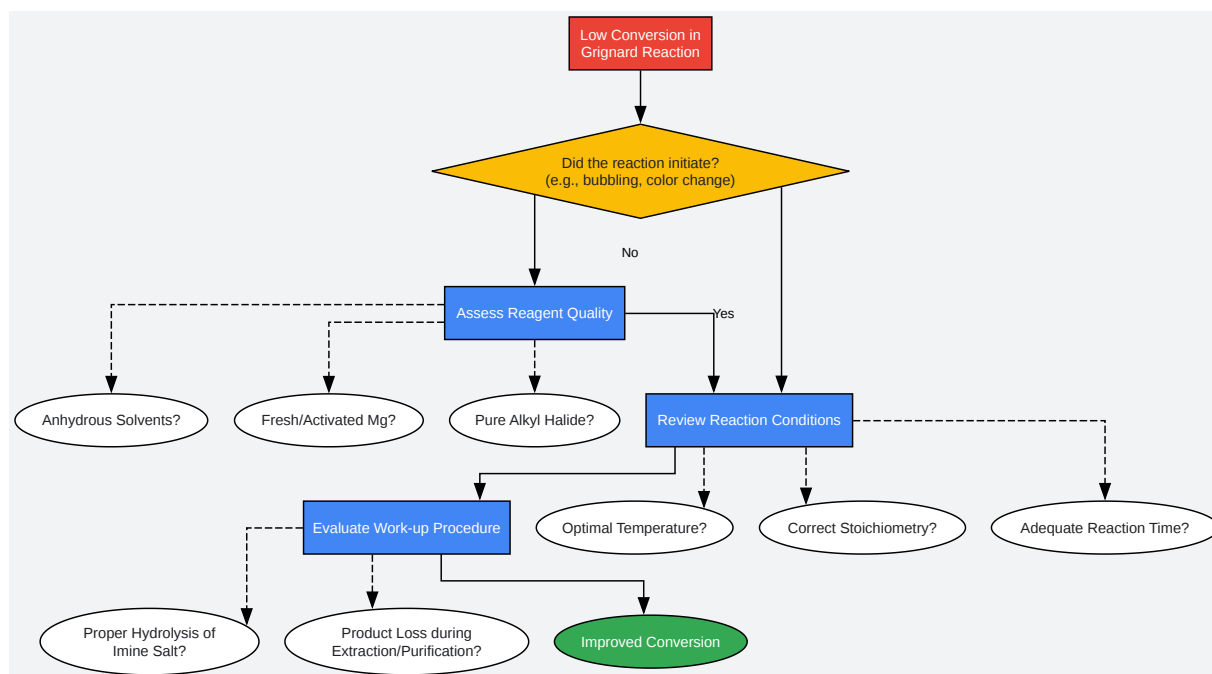 Low Conversion in
Grignard Reaction
Did the reaction initiate?
(e.g., bubbling, color change)
No
Assess Reagent Quality
Yes
Anhydrous Solvents?
Fresh/Activated Mg?
Pure Alkyl Halide?
Review Reaction Conditions
Evaluate Work-up Procedure
Optimal Temperature?
Correct Stoichiometry?
Adequate Reaction Time?
Proper Hydrolysis of
Imine Salt?
Product Loss during
Extraction/Purification?
Improved Conversion